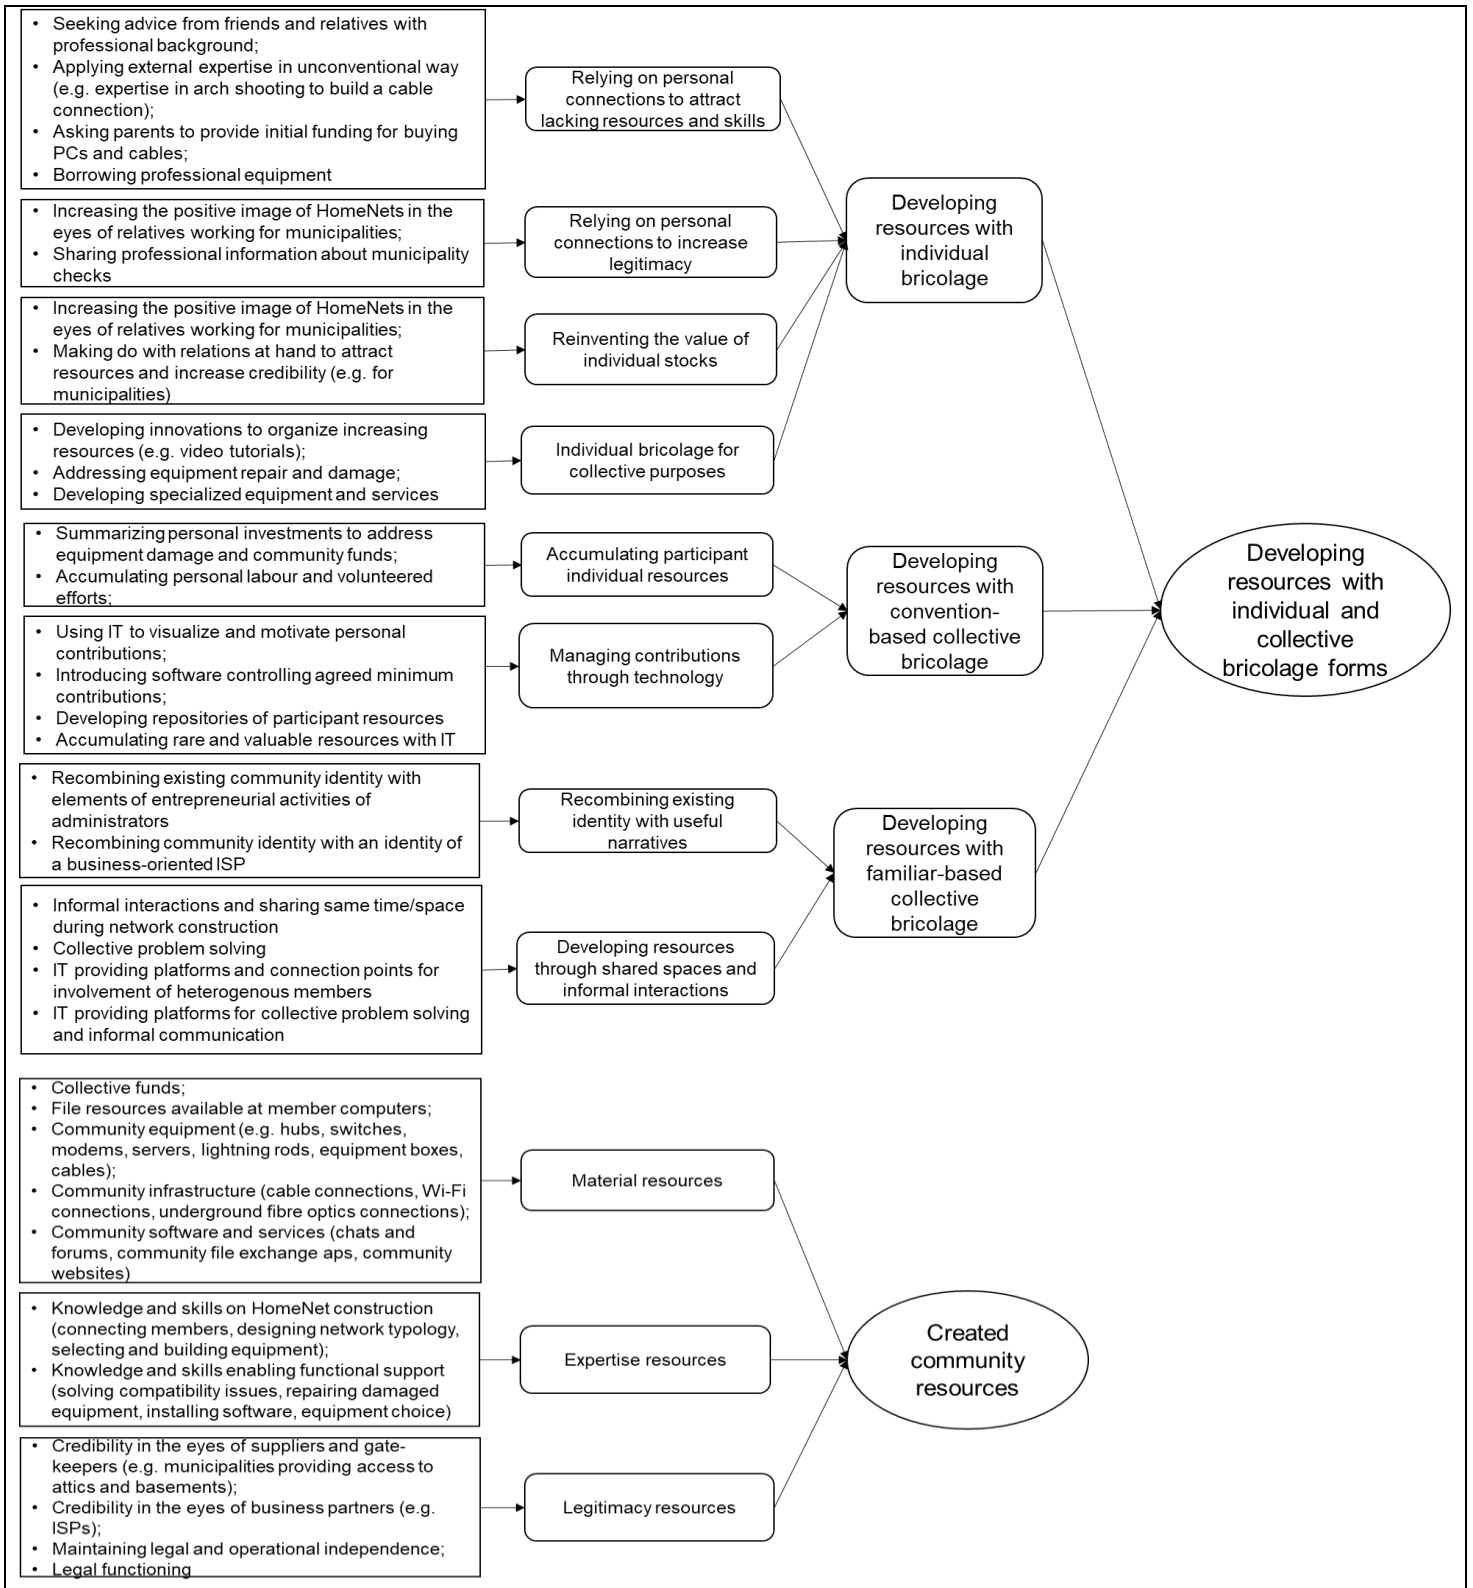 • Seeking advice from friends and relatives with
professional background;
• Applying external expertise in unconventional way
(e.g. expertise in arch shooting to build a cable
connection);
• Asking parents to provide initial funding for buying
PCs and cables;
• Borrowing professional equipment
Relying on personal
connections to attract
lacking resources and skills
• Increasing the positive image of HomeNets in the
eyes of relatives working for municipalities;
• Sharing professional information about municipality
checks
Relying on personal
connections to increase
legitimacy
• Increasing the positive image of HomeNets in the
eyes of relatives working for municipalities;
• Making do with relations at hand to attract
resources and increase credibility (e.g. for
municipalities)
Reinventing the value of
individual stocks
• Developing innovations to organize increasing
resources (e.g. video tutorials);
• Addressing equipment repair and damage;
• Developing specialized equipment and services
Individual bricolage for
collective purposes
Developing
resources with
individual
bricolage
• Summarizing personal investments to address
equipment damage and community funds;
• Accumulating personal labour and volunteered
efforts;
Accumulating participant
individual resources
• Using IT to visualize and motivate personal
contributions;
• Introducing software controlling agreed minimum
contributions;
• Developing repositories of participant resources
• Accumulating rare and valuable resources with IT
Managing contributions
through technology
Developing
resources with
convention-
based collective
bricolage
• Recombining existing community identity with
elements of entrepreneurial activities of
administrators
• Recombining community identity with an identity of
a business-oriented ISP
Recombining existing
identity with useful
narratives
• Informal interactions and sharing same time/space
during network construction
• Collective problem solving
• IT providing platforms and connection points for
involvement of heterogenous members
• IT providing platforms for collective problem solving
and informal communication
Developing resources
through shared spaces and
informal interactions
Developing
resources with
familiar-based
collective
bricolage
Developing
resources with
individual and
collective
bricolage forms
• Collective funds;
• File resources available at member computers;
• Community equipment (e.g. hubs, switches,
modems, servers, lightning rods, equipment boxes,
cables);
• Community infrastructure (cable connections, Wi-Fi
connections, underground fibre optics connections);
• Community software and services (chats and
forums, community file exchange aps, community
websites)
Material resources
• Knowledge and skills on HomeNet construction
(connecting members, designing network typology,
selecting and building equipment);
• Knowledge and skills enabling functional support
(solving compatibility issues, repairing damaged
equipment, installing software, equipment choice)
Expertise resources
• Credibility in the eyes of suppliers and gate-
keepers (e.g. municipalities providing access to
attics and basements);
• Credibility in the eyes of business partners (e.g.
ISPs);
• Maintaining legal and operational independence;
• Legal functioning
Legitimacy resources
Created
community
resources